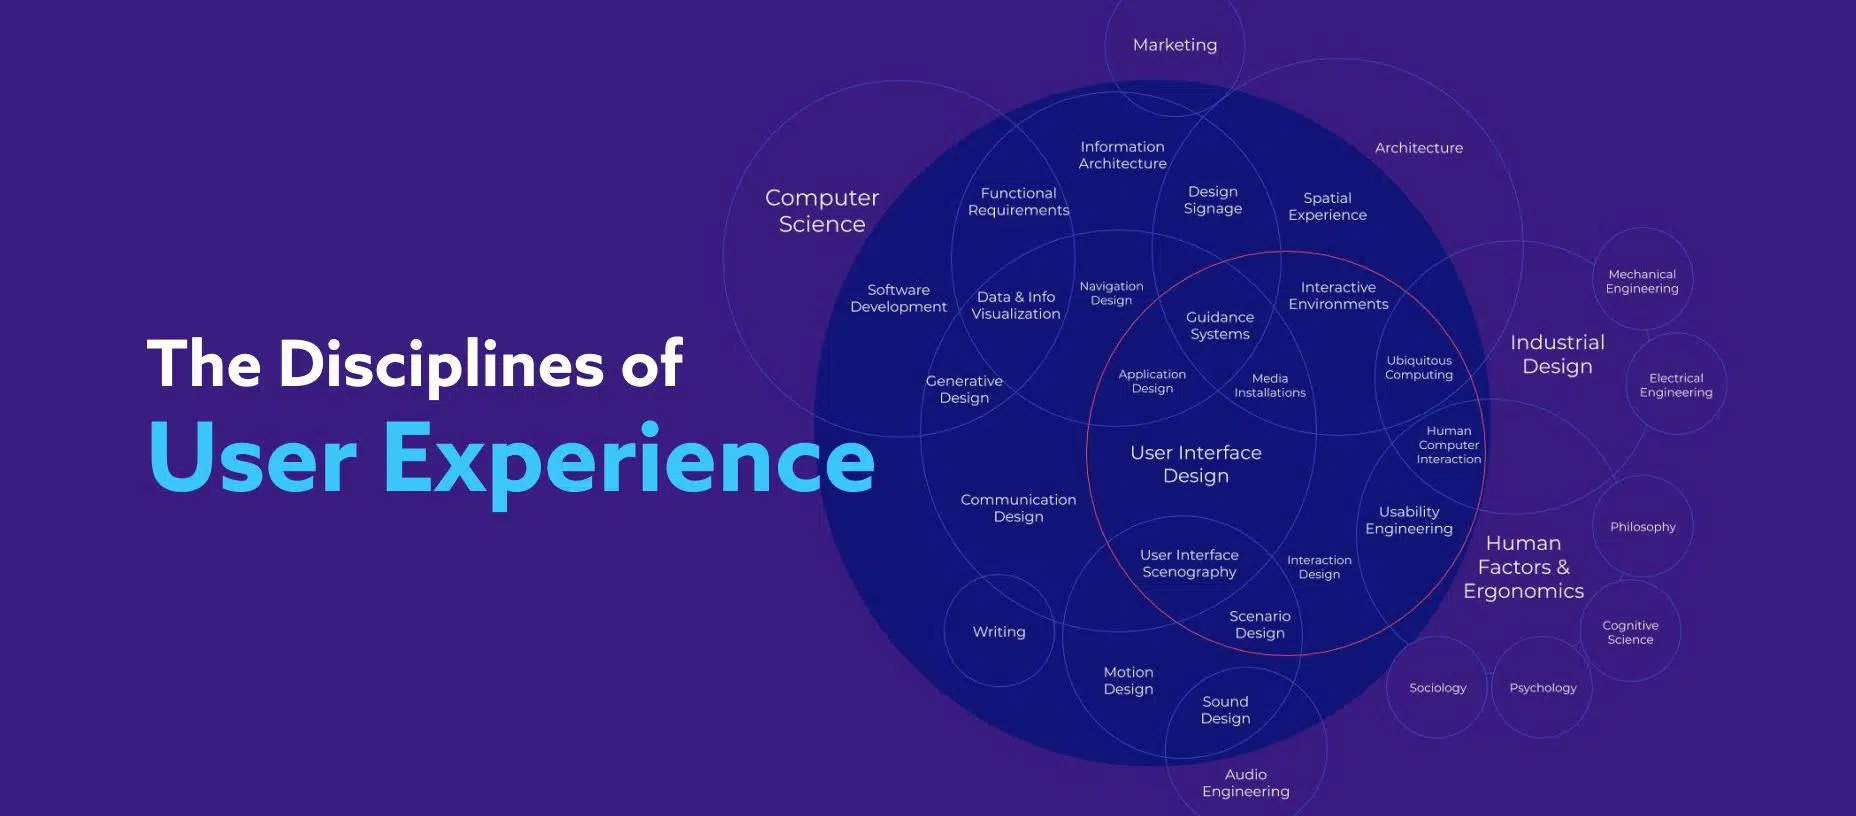 The Disciplines of
User Experience
Marketing
Information
Architecture
Architecture
Computer
Science
Functional
Requirements
Design
Signage
Spatial
Experience
Software
Development
Data & Info
Visualization
Navigation
Design
Guidance
Systems
Interactive
Environments
Mechanical
Engineering
Industrial
Design
Generative
Design
Application
Design
Media
Installations
Ubiquitous
Computing
Electrical
Engineering
User Interface
Design
Human
Computer
Interaction
Communication
Design
Usability
Engineering
Philosophy
Human
Factors &
Ergonomics
User Interface
Scenography
Interaction
Design
Writing
Scenario
Design
Cognitive
Science
Motion
Design
Sound
Design
Sociology
Psychology
Audio
Engineering